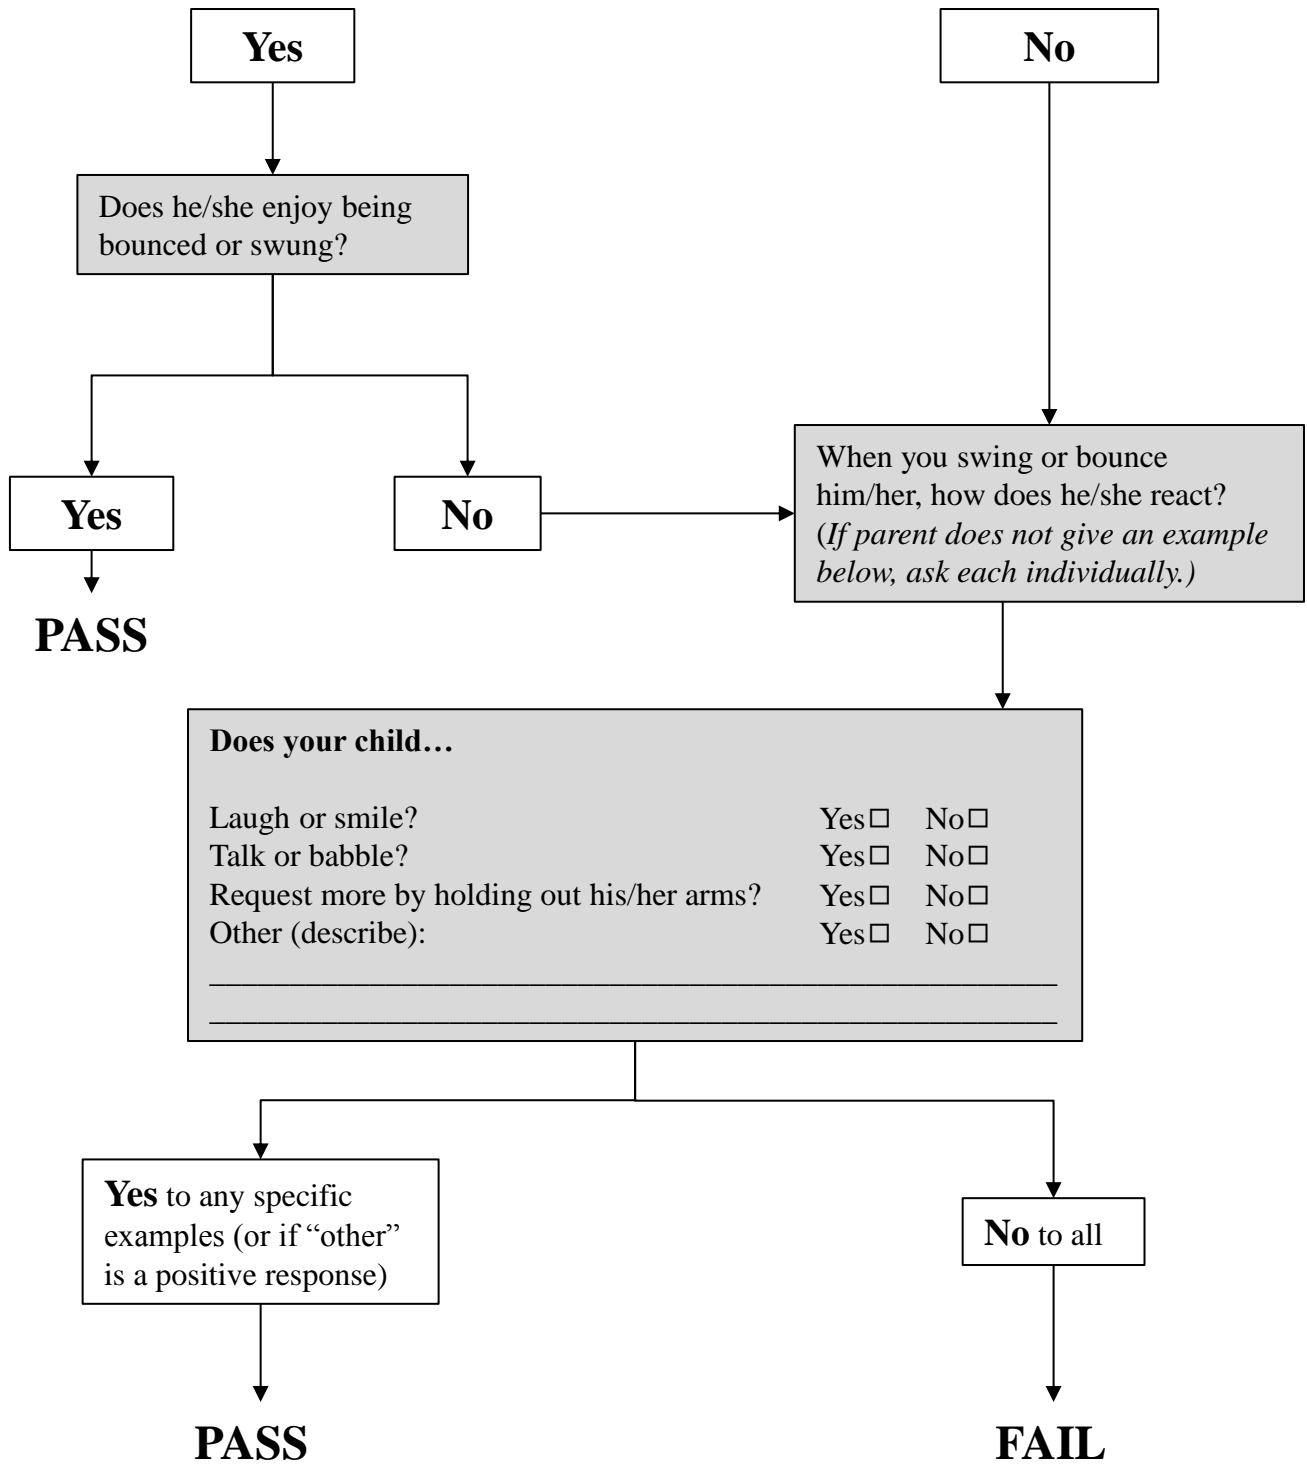 Yes
No
Does he/she enjoy being
bounced or swung?
Yes
No
When you swing or bounce
him/her, how does he/she react?
(If parent does not give an example
below, ask each individually.)
PASS
Does your child…
Laugh or smile? Yes□ No□
Talk or babble? Yes□ No□
Request more by holding out his/her arms? Yes□ No□
Other (describe): Yes□ No□
Yes to any specific
examples (or if “other”
is a positive response)
No to all
PASS
FAIL